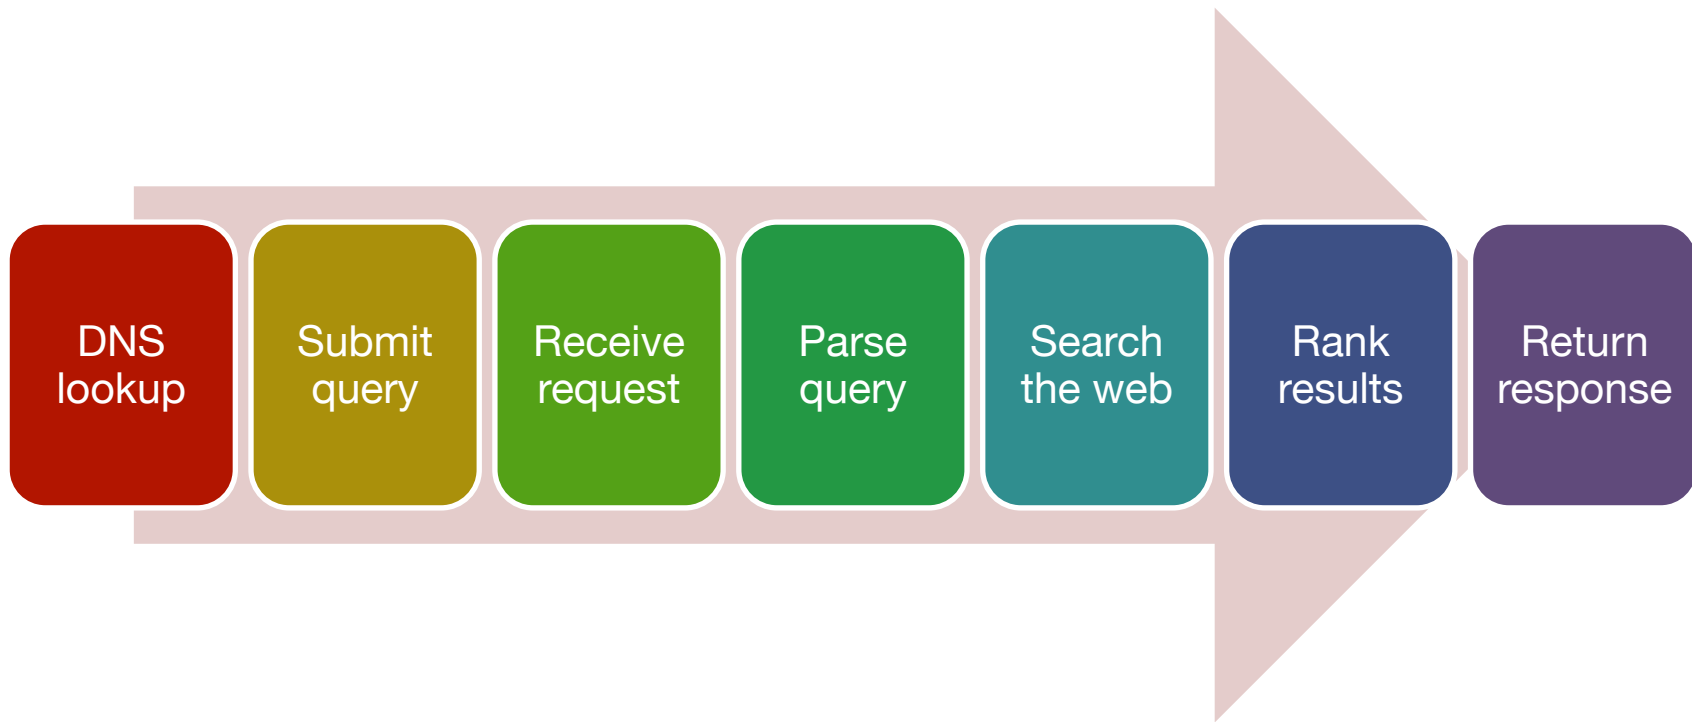 DNS
lookup
Submit
query
Receive
request
Parse
query
Search
the web
Rank
results
Return
response